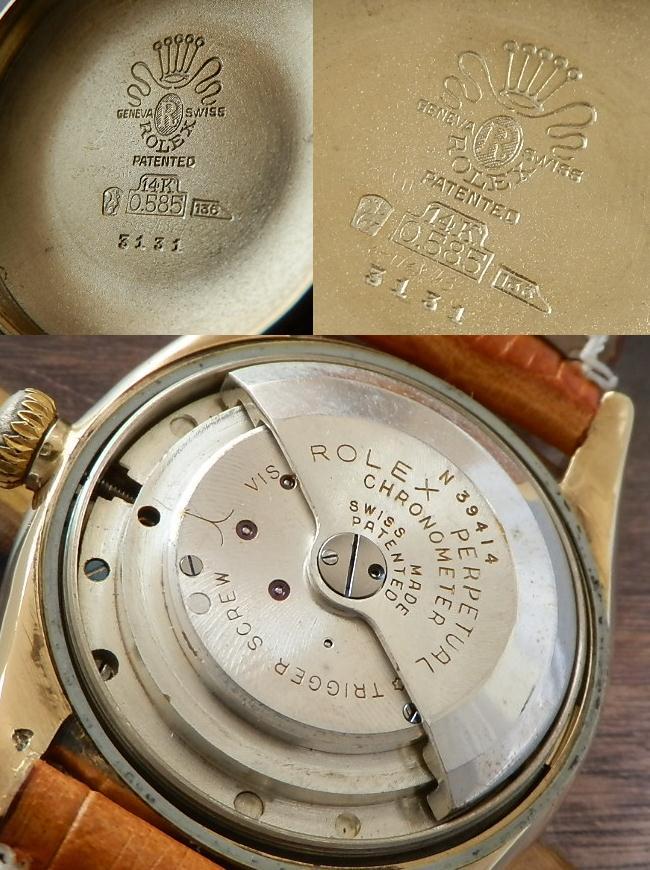 GENEVA R SWISS
ROLEX
PATENTED
14K
0.585 136
3131
GENEVA R SWISS
ROLEX
PATENTED
14K
0.585 136
3131
ROLEX PERPETUAL
N39414
CHRONOMETER
SWISS MADE
PATENTED
VIS
TRIGGER SCREW